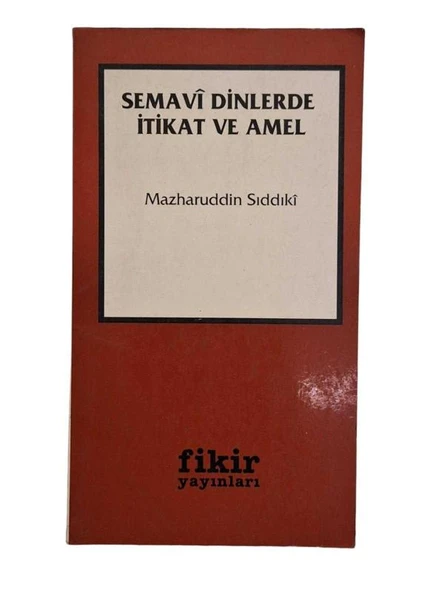 SEMAVÎ DİNLERDE
İTİKAT VE AMEL
Mazharuddin Sıddıkî
fikir
yayınları